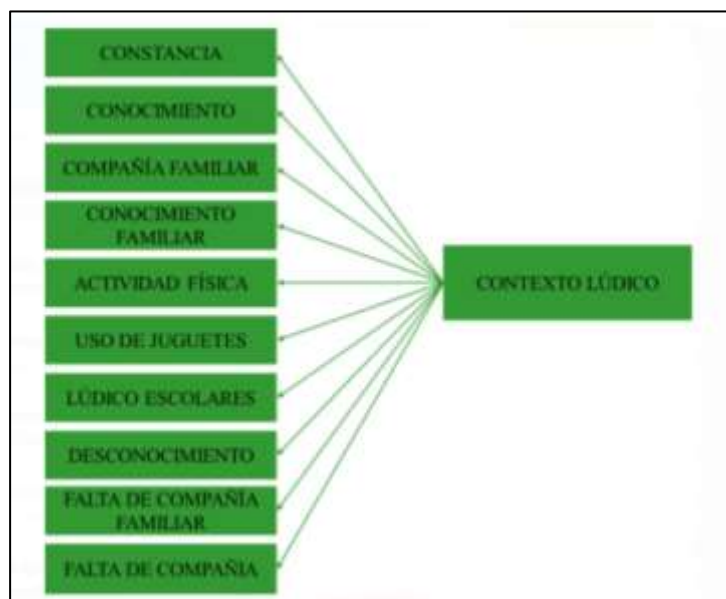 CONSTANCIA
CONOCIMIENTO
COMPAÑÍA FAMILIAR
CONOCIMIENTO
FAMILIAR
ACTIVIDAD FÍSICA
USO DE JUGUETES
LÚDICO ESCOLARES
DESCONOCIMIENTO
FALTA DE COMPAÑÍA
FAMILIAR
FALTA DE COMPAÑIA
CONTEXTO LÚDICO